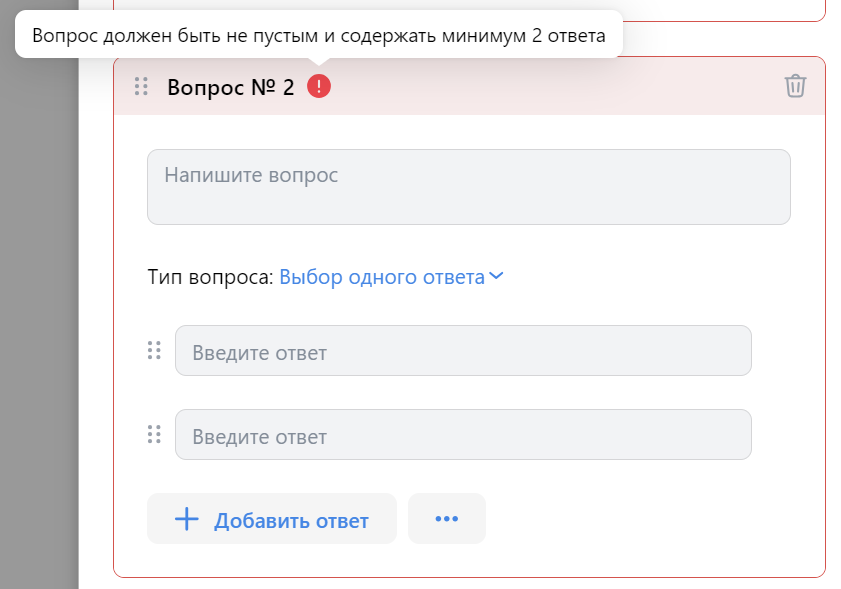 Вопрос должен быть не пустым и содержать минимум 2 ответа
Вопрос № 2
Напишите вопрос
Тип вопроса: Выбор одного ответа
Введите ответ
Введите ответ
Добавить ответ